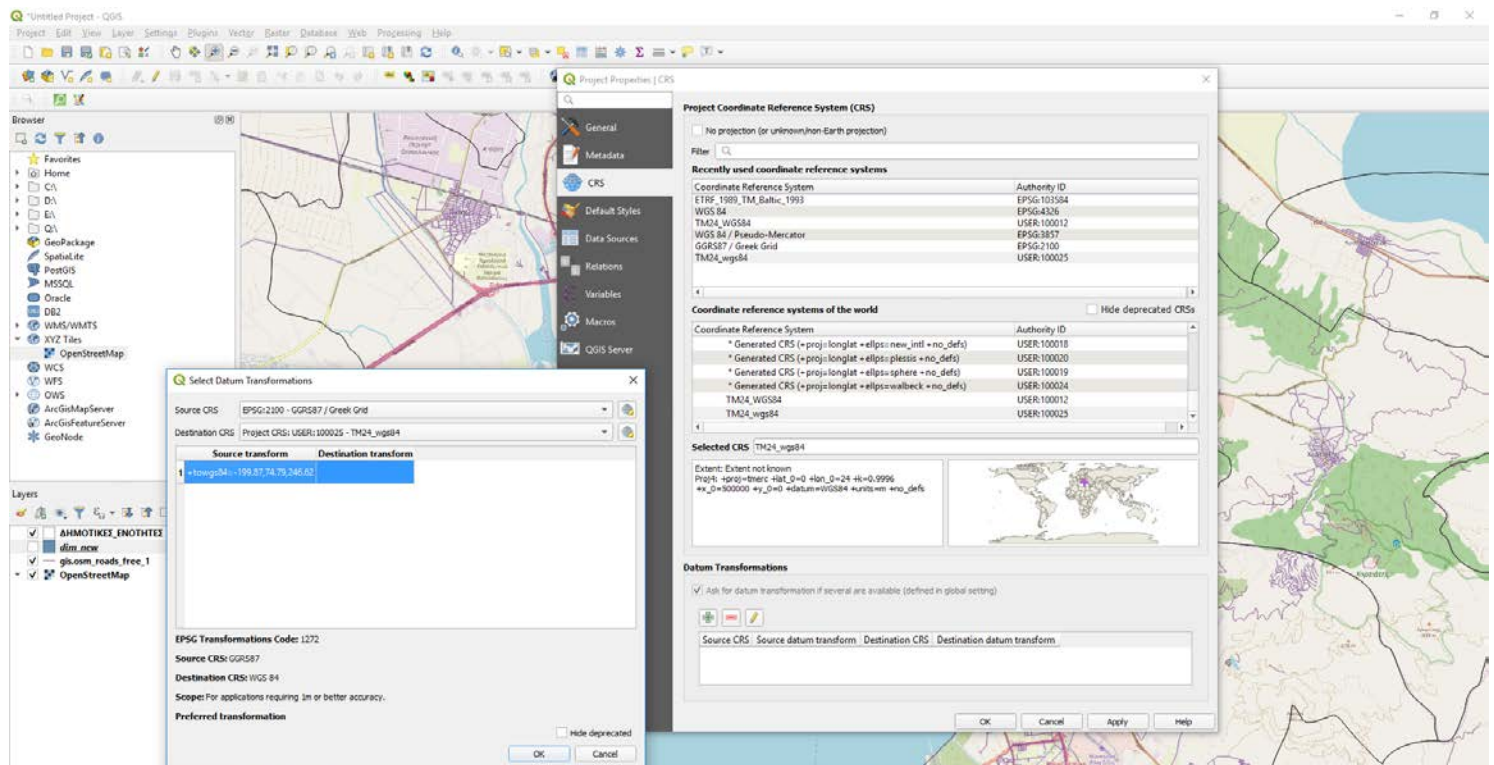 *Untitled Project - QGIS
Project Edit View Layer Settings Plugins Vector Raster Database Web Processing Help
Browser
Favorites
Home
C:\
D:\
E:\
Q:\
GeoPackage
SpatiaLite
PostGIS
MSSQL
Oracle
DB2
WMS/WMTS
XYZ Tiles
OpenStreetMap
WCS
WFS
OWS
ArcGisMapServer
ArcGisFeatureServer
GeoNode
Layers
ΔΗΜΟΤΙΚΕΣ_ΕΝΟΤΗΤΕΣ
dim_new
gis.osm_roads_free_1
OpenStreetMap
Select Datum Transformations
Source CRS EPSG:2100 - GGRS87 / Greek Grid
Destination CRS Project CRS: USER:100025 - TM24_wgs84
Source transform Destination transform
1 +towgs84=-199.87,74.79,246.62
EPSG Transformations Code: 1272
Source CRS: GGRS87
Destination CRS: WGS 84
Scope: For applications requiring 1m or better accuracy.
Preferred transformation
Hide deprecated
OK Cancel
Project Properties | CRS
General
Metadata
CRS
Default Styles
Data Sources
Relations
Variables
Macros
QGIS Server
Project Coordinate Reference System (CRS)
No projection (or unknown/non-Earth projection)
Filter
Recently used coordinate reference systems
Coordinate Reference System Authority ID
ETRF_1989_TM_Baltic_1993 EPSG:103584
WGS 84 EPSG:4326
TM24_WGS84 USER:100012
WGS 84 / Pseudo-Mercator EPSG:3857
GGRS87 / Greek Grid EPSG:2100
TM24_wgs84 USER:100025
Coordinate reference systems of the world Hide deprecated CRSs
Coordinate Reference System Authority ID
* Generated CRS (+proj=longlat +ellps=new_intl +no_defs) USER:100018
* Generated CRS (+proj=longlat +ellps=plessis +no_defs) USER:100020
* Generated CRS (+proj=longlat +ellps=sphere +no_defs) USER:100019
* Generated CRS (+proj=longlat +ellps=walbeck +no_defs) USER:100024
TM24_WGS84 USER:100012
TM24_wgs84 USER:100025
Selected CRS TM24_wgs84
Extent: Extent not known
Proj4: +proj=tmerc +lat_0=0 +lon_0=24 +k=0.9996
+x_0=500000 +y_0=0 +datum=WGS84 +units=m +no_defs
Datum Transformations
Ask for datum transformation if several are available (defined in global setting)
Source CRS Source datum transform Destination CRS Destination datum transform
OK Cancel Apply Help